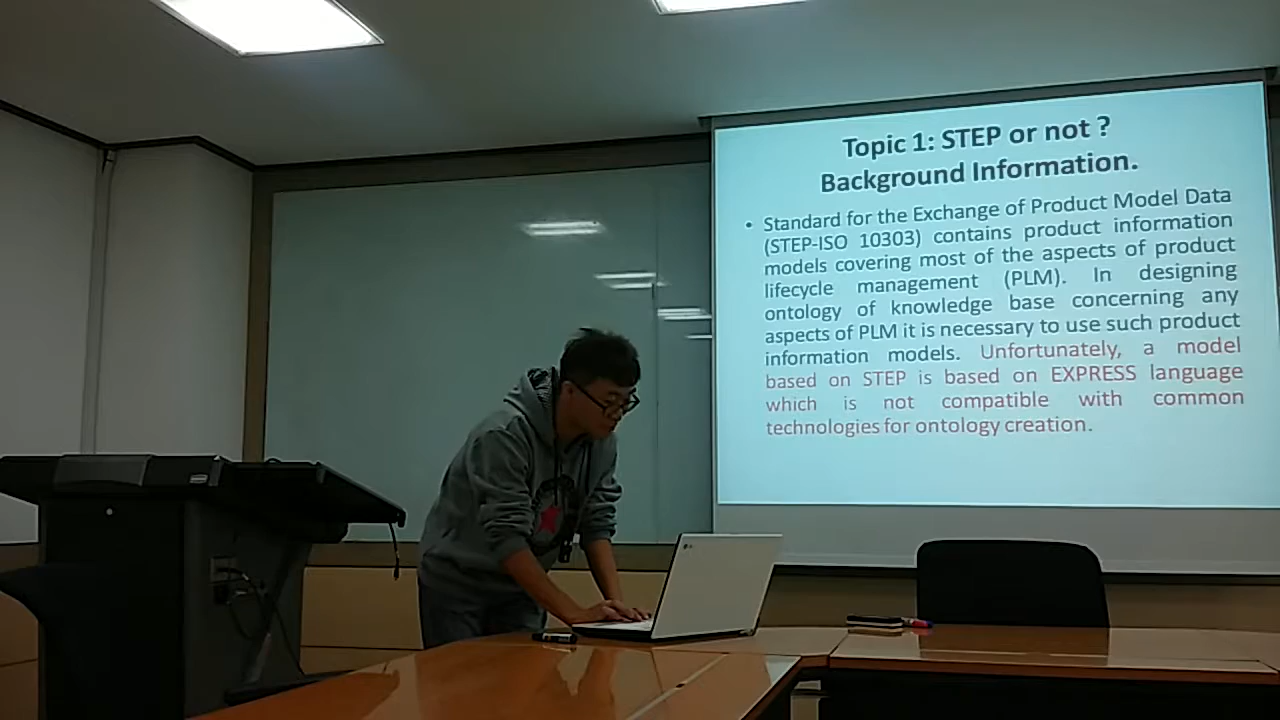 Topic 1: STEP or not ?
Background Information.
• Standard for the Exchange of Product Model Data
(STEP-ISO 10303) contains product information
models covering most of the aspects of product
lifecycle management (PLM). In designing
ontology of knowledge base concerning any
aspects of PLM it is necessary to use such product
information models. Unfortunately, a model
based on STEP is based on EXPRESS language
which is not compatible with common
technologies for ontology creation.